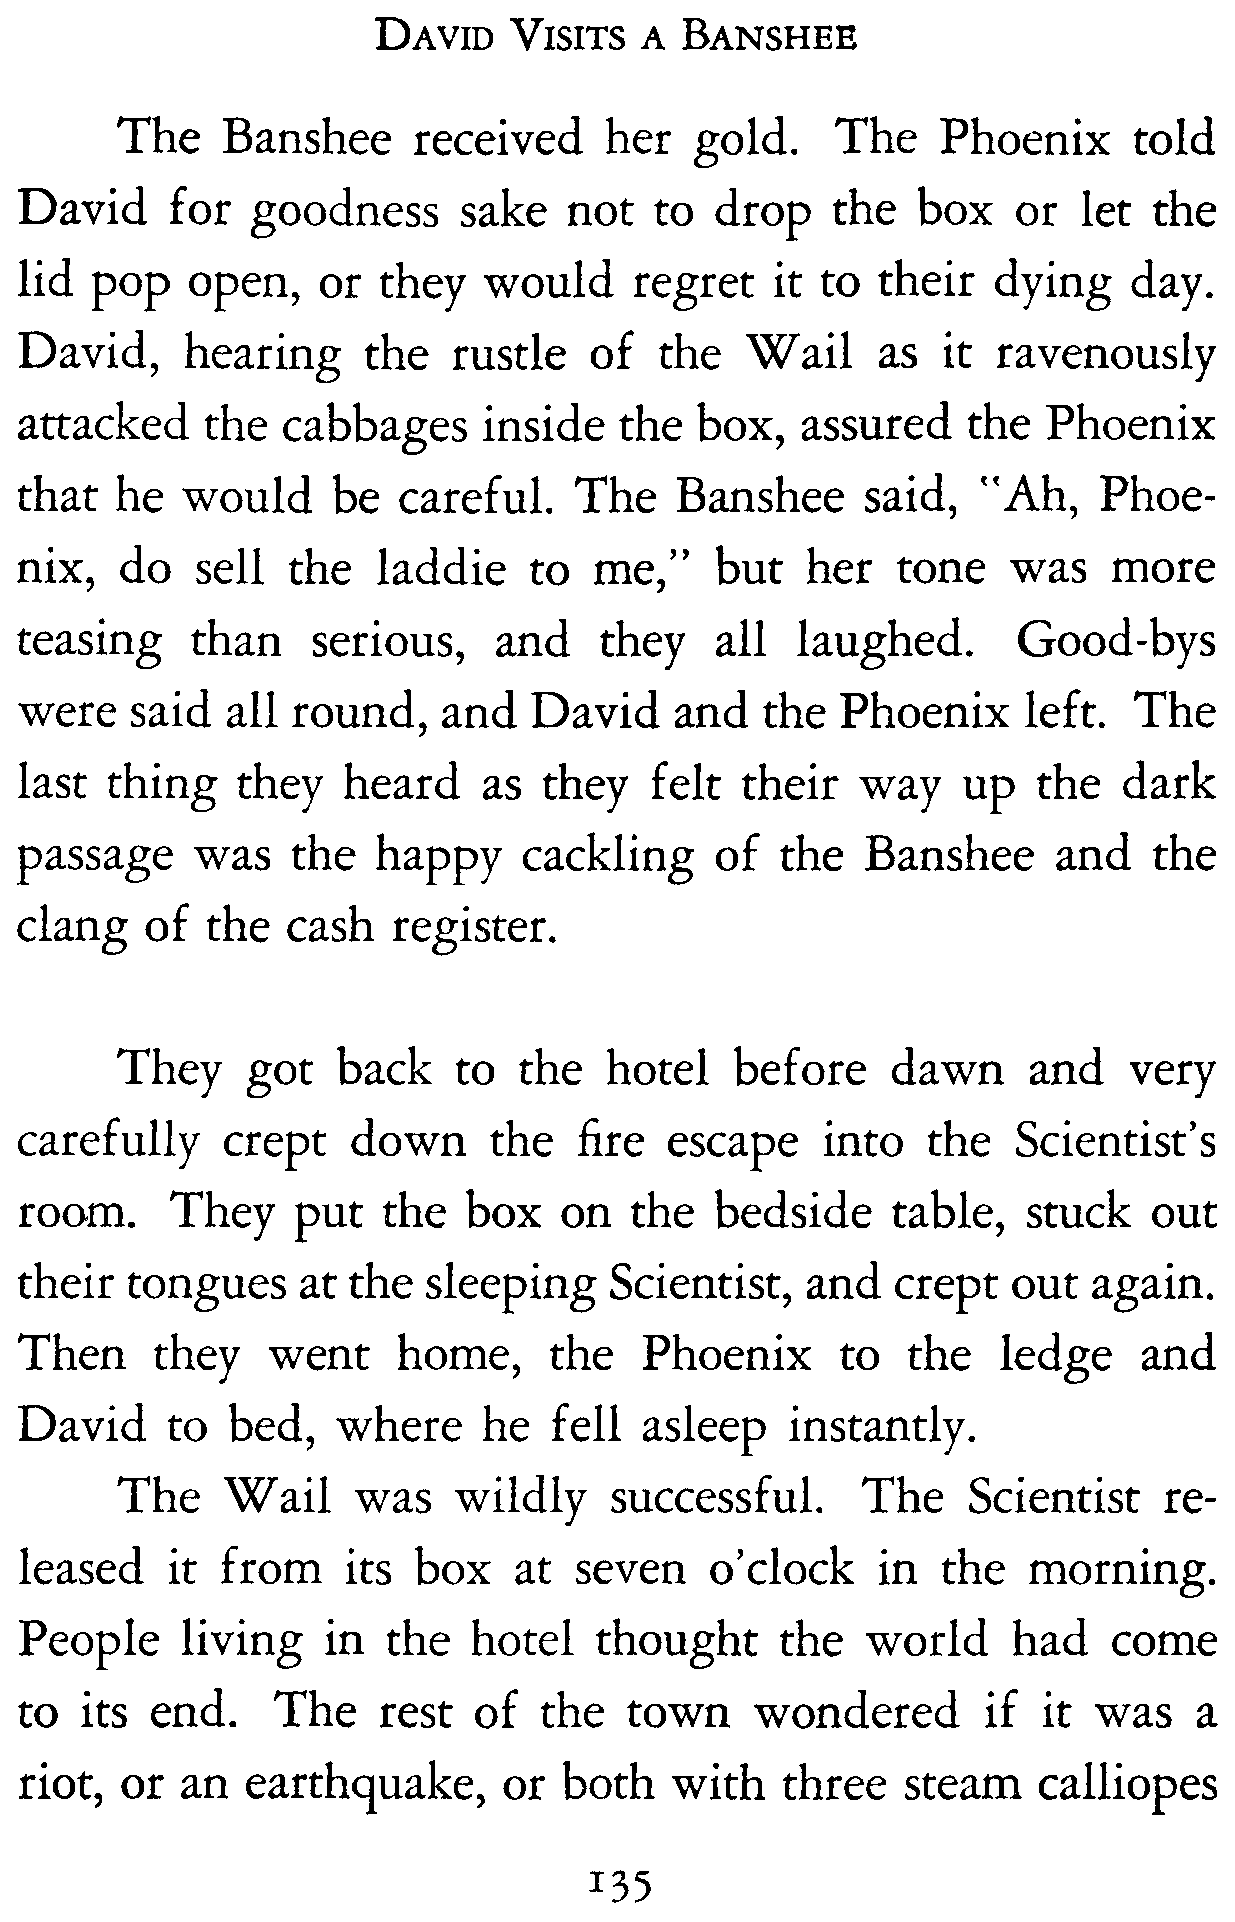 David Visits a Banshee
The Banshee received her gold. The Phoenix told
David for goodness sake not to drop the box or let the
lid pop open, or they would regret it to their dying day.
David, hearing the rustle of the Wail as it ravenously
attacked the cabbages inside the box, assured the Phoenix
that he would be careful. The Banshee said, "Ah, Phoe-
nix, do sell the laddie to me," but her tone was more
teasing than serious, and they all laughed. Good-bys
were said all round, and David and the Phoenix left. The
last thing they heard as they felt their way up the dark
passage was the happy cackling of the Banshee and the
clang of the cash register.
They got back to the hotel before dawn and very
carefully crept down the fire escape into the Scientist's
room. They put the box on the bedside table, stuck out
their tongues at the sleeping Scientist, and crept out again.
Then they went home, the Phoenix to the ledge and
David to bed, where he fell asleep instantly.
The Wail was wildly successful. The Scientist re-
leased it from its box at seven o'clock in the morning.
People living in the hotel thought the world had come
to its end. The rest of the town wondered if it was a
riot, or an earthquake, or both with three steam calliopes
135